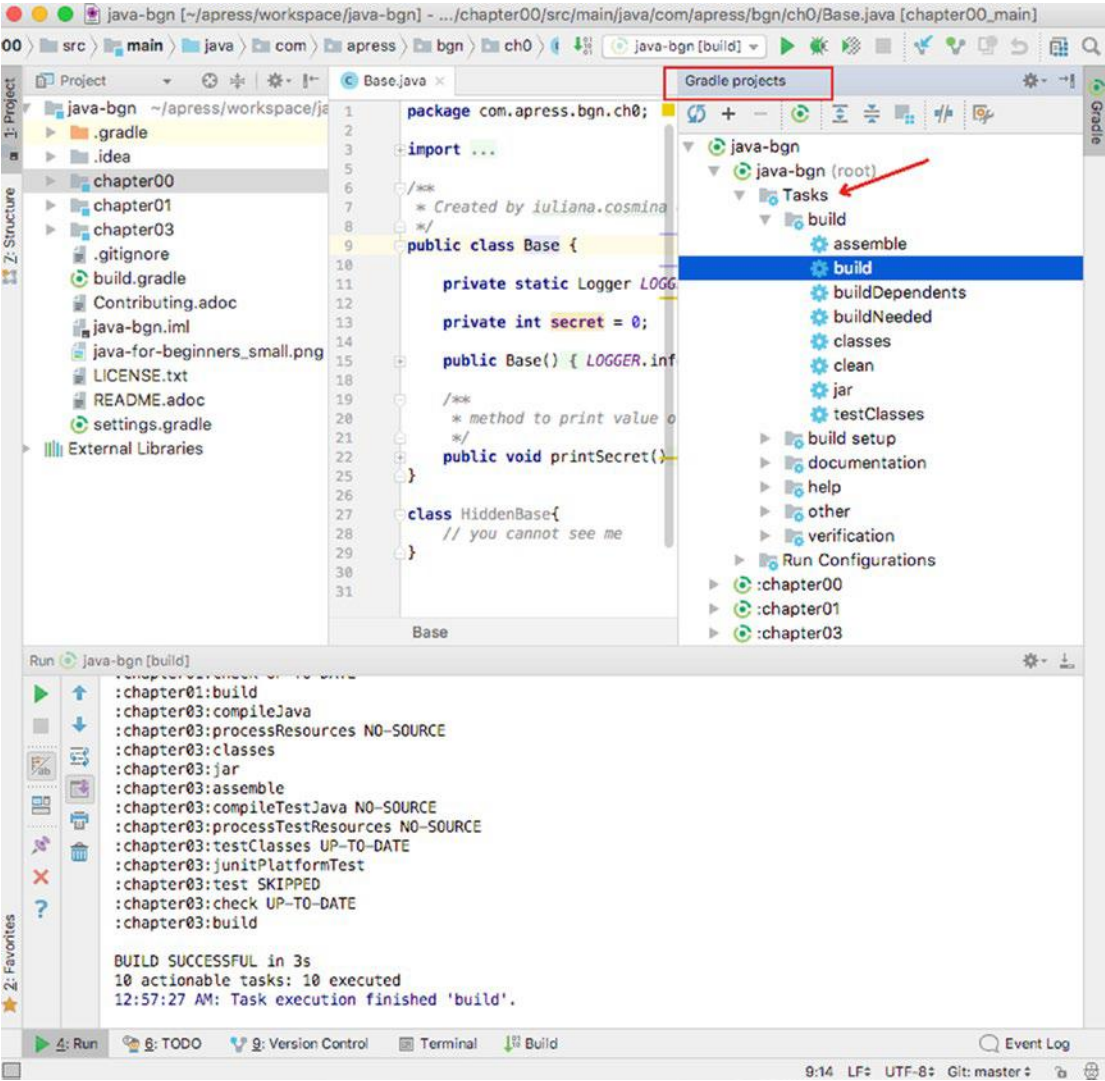 java-bgn [~/apress/workspace/java-bgn] - .../chapter00/src/main/java/com/apress/bgn/ch0/Base.java [chapter00_main]
00 src main java com apress bgn ch0 java-bgn [build]
1: Project
Z: Structure
2: Favorites
Project
java-bgn ~/apress/workspace/ja
.gradle
.idea
chapter00
chapter01
chapter03
.gitignore
build.gradle
Contributing.adoc
java-bgn.iml
java-for-beginners_small.png
LICENSE.txt
README.adoc
settings.gradle
External Libraries
Base.java
1 package com.apress.bgn.ch0;
2
3 import ...
5
6 /**
7 * Created by iuliana.cosmina
8 */
9 public class Base {
10
11 private static Logger LOGG
12
13 private int secret = 0;
14
15 public Base() { LOGGER.inf
18
19 /**
20 * method to print value o
21 */
22 public void printSecret()
25 }
26
27 class HiddenBase{
28 // you cannot see me
29 }
30
31
Base
Gradle projects
Gradle
java-bgn
java-bgn (root)
Tasks
build
assemble
build
buildDependents
buildNeeded
classes
clean
jar
testClasses
build setup
documentation
help
other
verification
Run Configurations
:chapter00
:chapter01
:chapter03
Run java-bgn [build]
:chapter01:check UP-TO-DATE
:chapter01:build
:chapter03:compileJava
:chapter03:processResources NO-SOURCE
:chapter03:classes
:chapter03:jar
:chapter03:assemble
:chapter03:compileTestJava NO-SOURCE
:chapter03:processTestResources NO-SOURCE
:chapter03:testClasses UP-TO-DATE
:chapter03:junitPlatformTest
:chapter03:test SKIPPED
:chapter03:check UP-TO-DATE
:chapter03:build
BUILD SUCCESSFUL in 3s
10 actionable tasks: 10 executed
12:57:27 AM: Task execution finished 'build'.
4: Run 6: TODO 9: Version Control Terminal Build Event Log
9:14 LF UTF-8 Git: master